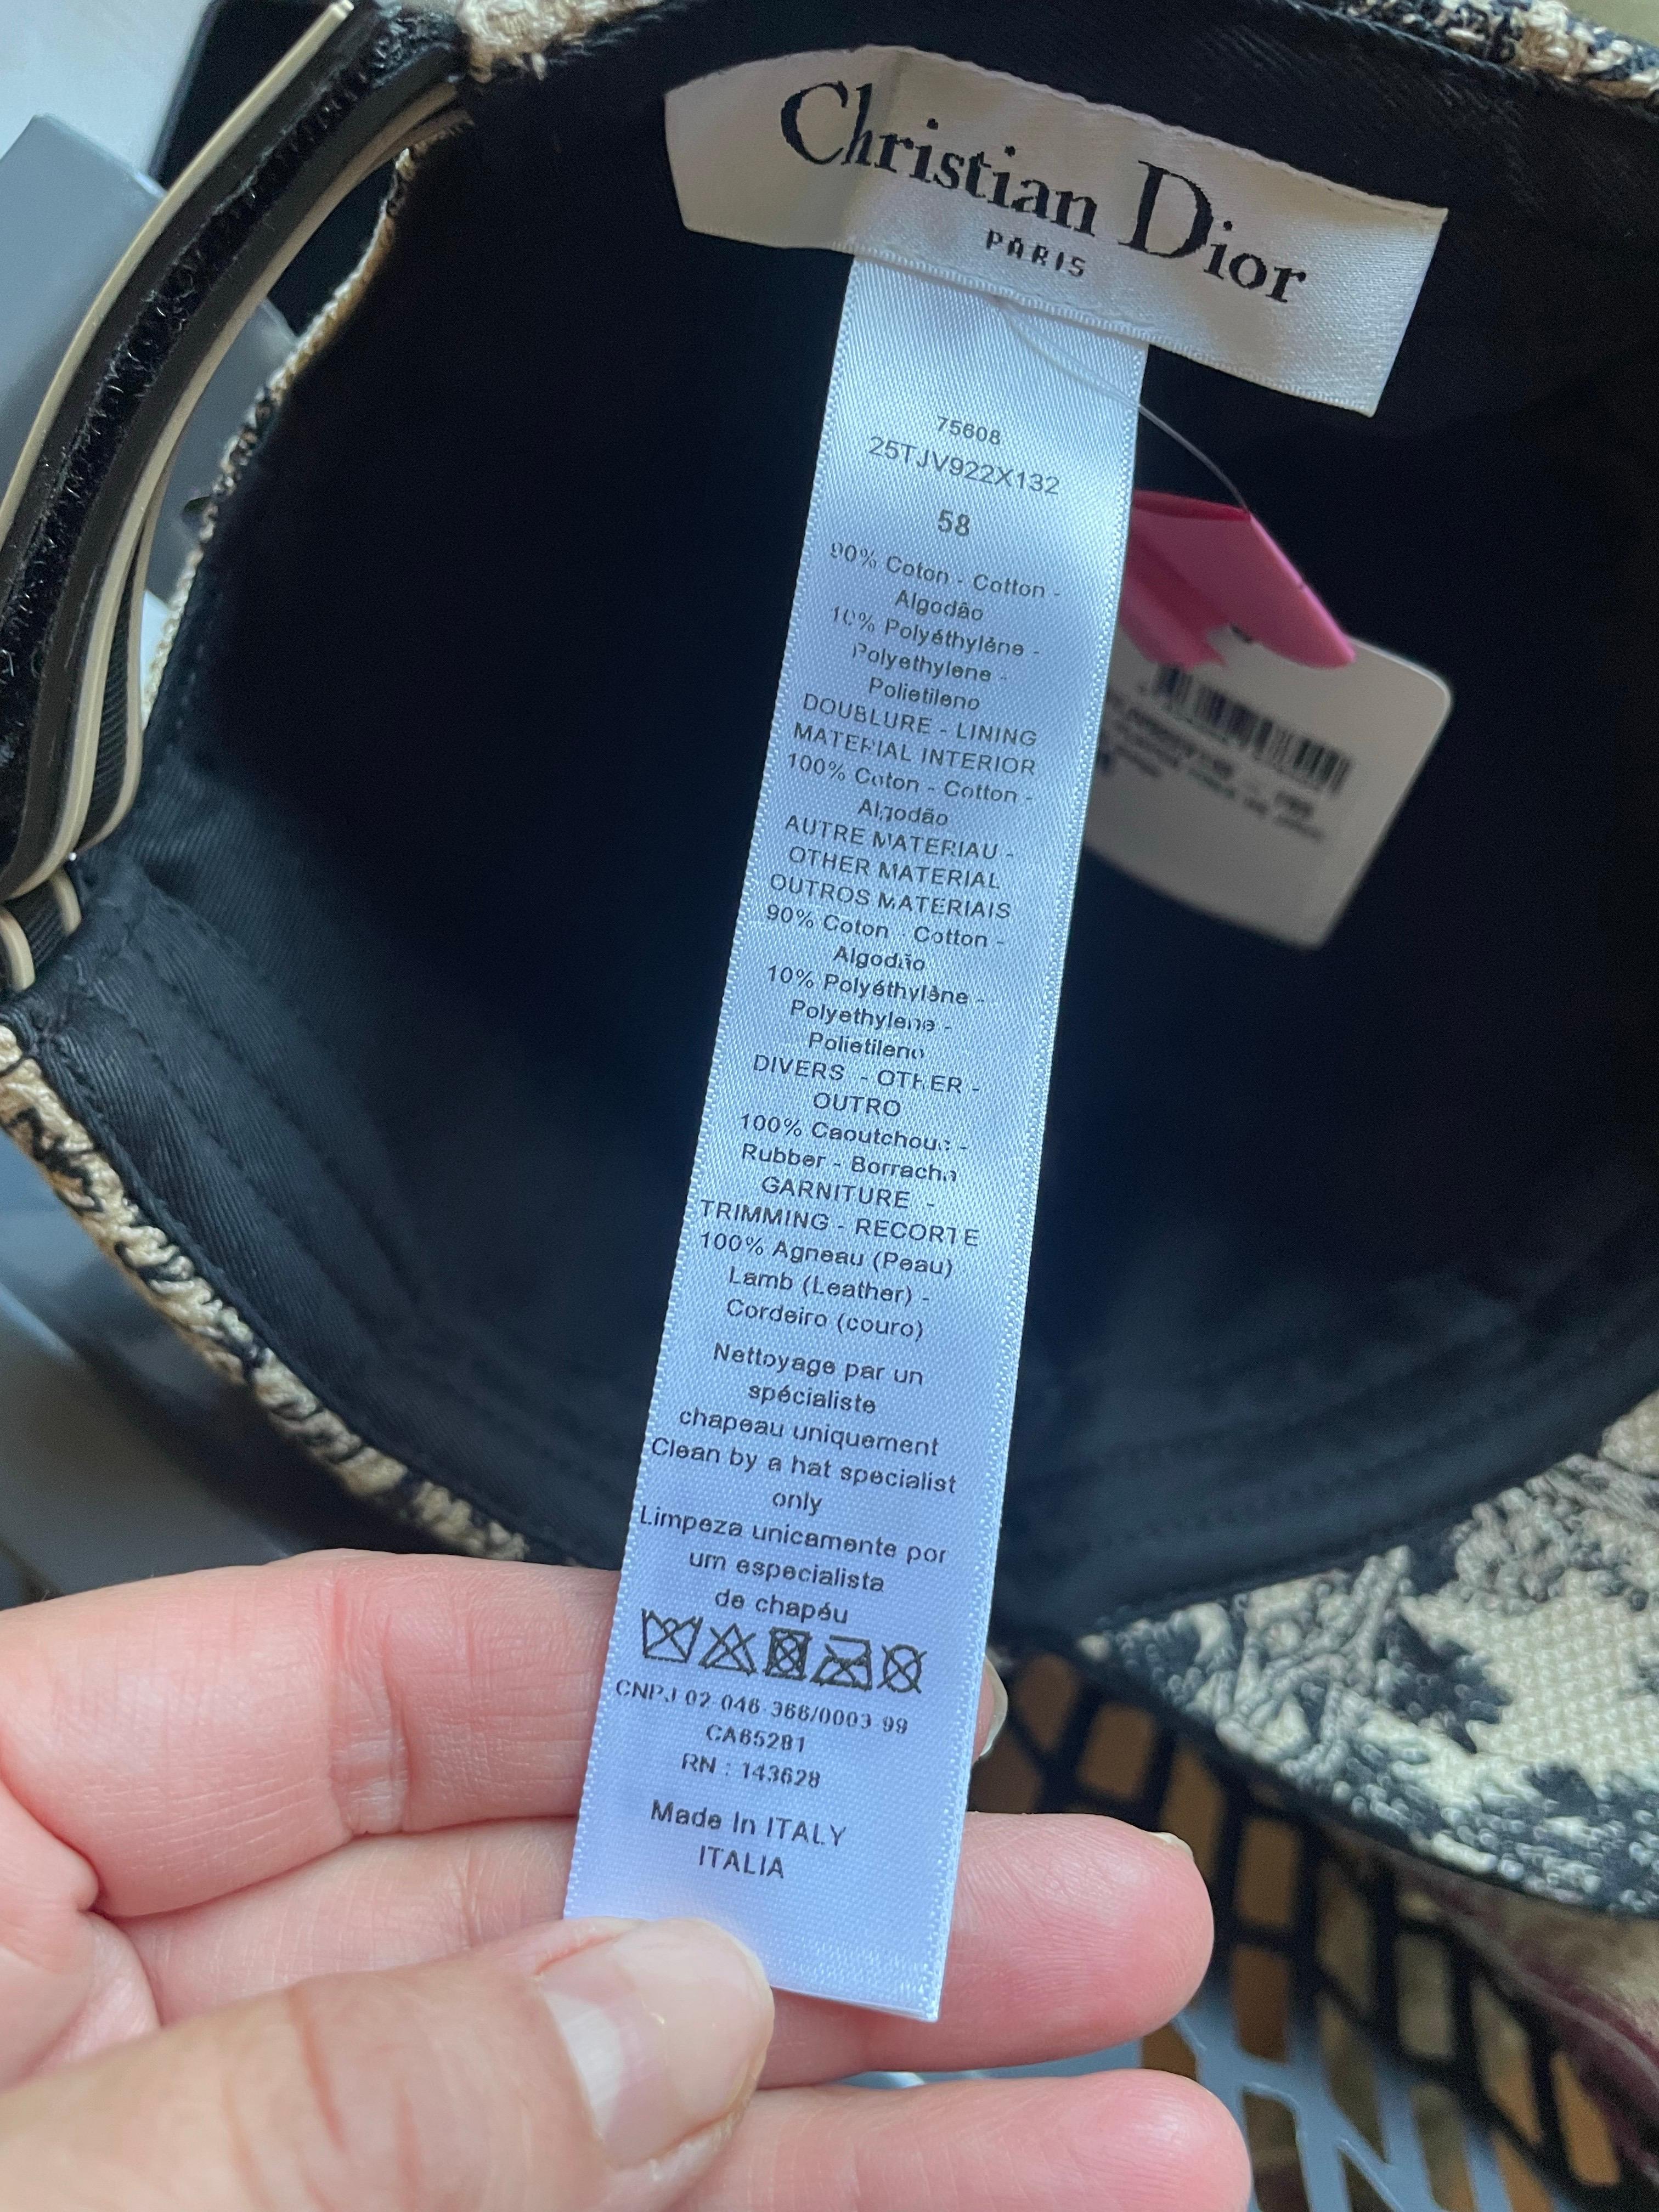 Christian Dior
PARIS
75608
25TJV922X132
58
90% Coton - Cotton -
Algodão
10% Polyéthylène -
Polyethylene -
Polietileno
DOUBLURE - LINING
MATERIAL INTERIOR
100% Coton - Cotton -
Algodão
AUTRE MATERIAU -
OTHER MATERIAL
OUTROS MATERIAIS
90% Coton - Cotton -
Algodão
10% Polyéthylène -
Polyethylene -
Polietileno
DIVERS - OTHER -
OUTRO
100% Caoutchouc -
Rubber - Borracha
GARNITURE -
TRIMMING - RECORTE
100% Agneau (Peau)
Lamb (Leather) -
Cordeiro (couro)
Nettoyage par un
spécialiste
chapeau uniquement
Clean by a hat specialist
only
Limpeza unicamente por
um especialista
de chapéu
CNPJ 02 046 366/0003 99
CA65281
RN : 143628
Made In ITALY
ITALIA